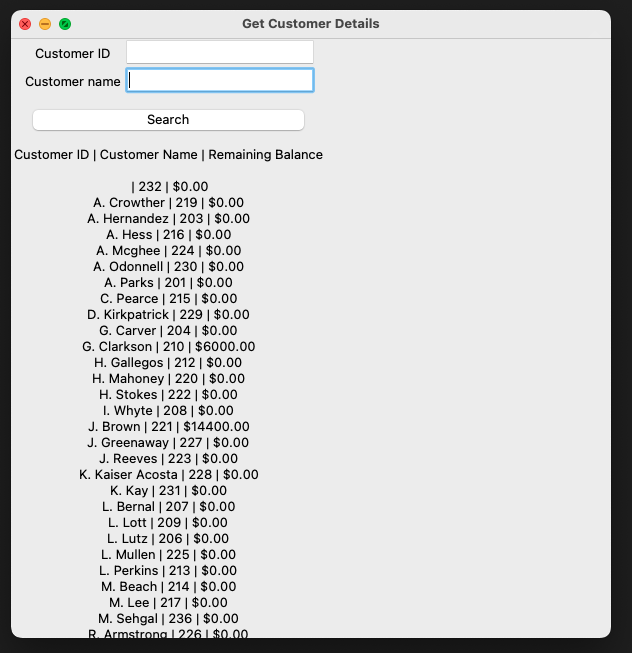 Get Customer Details
Customer ID
Customer name
Search
Customer ID | Customer Name | Remaining Balance
| 232 | $0.00
A. Crowther | 219 | $0.00
A. Hernandez | 203 | $0.00
A. Hess | 216 | $0.00
A. Mcghee | 224 | $0.00
A. Odonnell | 230 | $0.00
A. Parks | 201 | $0.00
C. Pearce | 215 | $0.00
D. Kirkpatrick | 229 | $0.00
G. Carver | 204 | $0.00
G. Clarkson | 210 | $6000.00
H. Gallegos | 212 | $0.00
H. Mahoney | 220 | $0.00
H. Stokes | 222 | $0.00
I. Whyte | 208 | $0.00
J. Brown | 221 | $14400.00
J. Greenaway | 227 | $0.00
J. Reeves | 223 | $0.00
K. Kaiser Acosta | 228 | $0.00
K. Kay | 231 | $0.00
L. Bernal | 207 | $0.00
L. Lott | 209 | $0.00
L. Lutz | 206 | $0.00
L. Mullen | 225 | $0.00
L. Perkins | 213 | $0.00
M. Beach | 214 | $0.00
M. Lee | 217 | $0.00
M. Sehgal | 236 | $0.00
R. Armstrong | 226 | $0.00